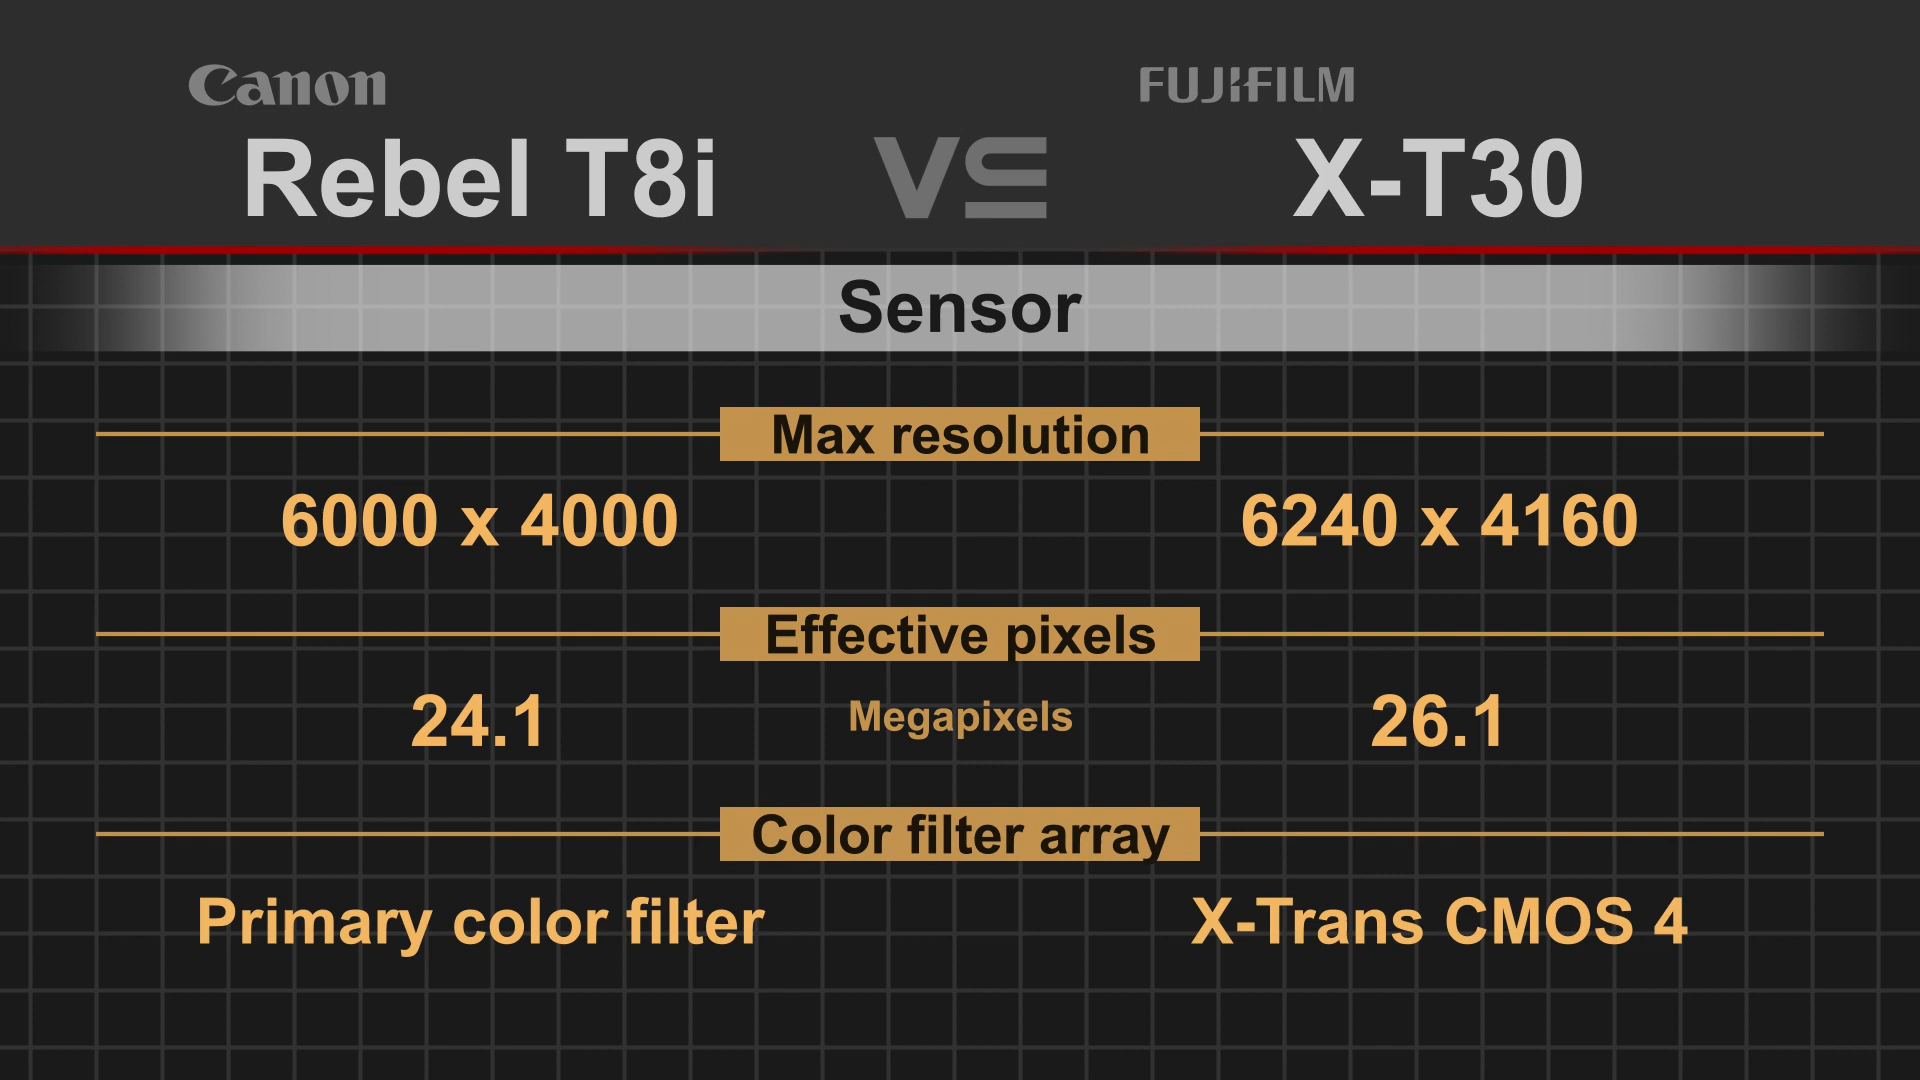 Canon
FUJIFILM
Rebel T8i VS X-T30
Sensor
Max resolution
6000 x 4000
6240 x 4160
Effective pixels
24.1 Megapixels 26.1
Color filter array
Primary color filter
X-Trans CMOS 4